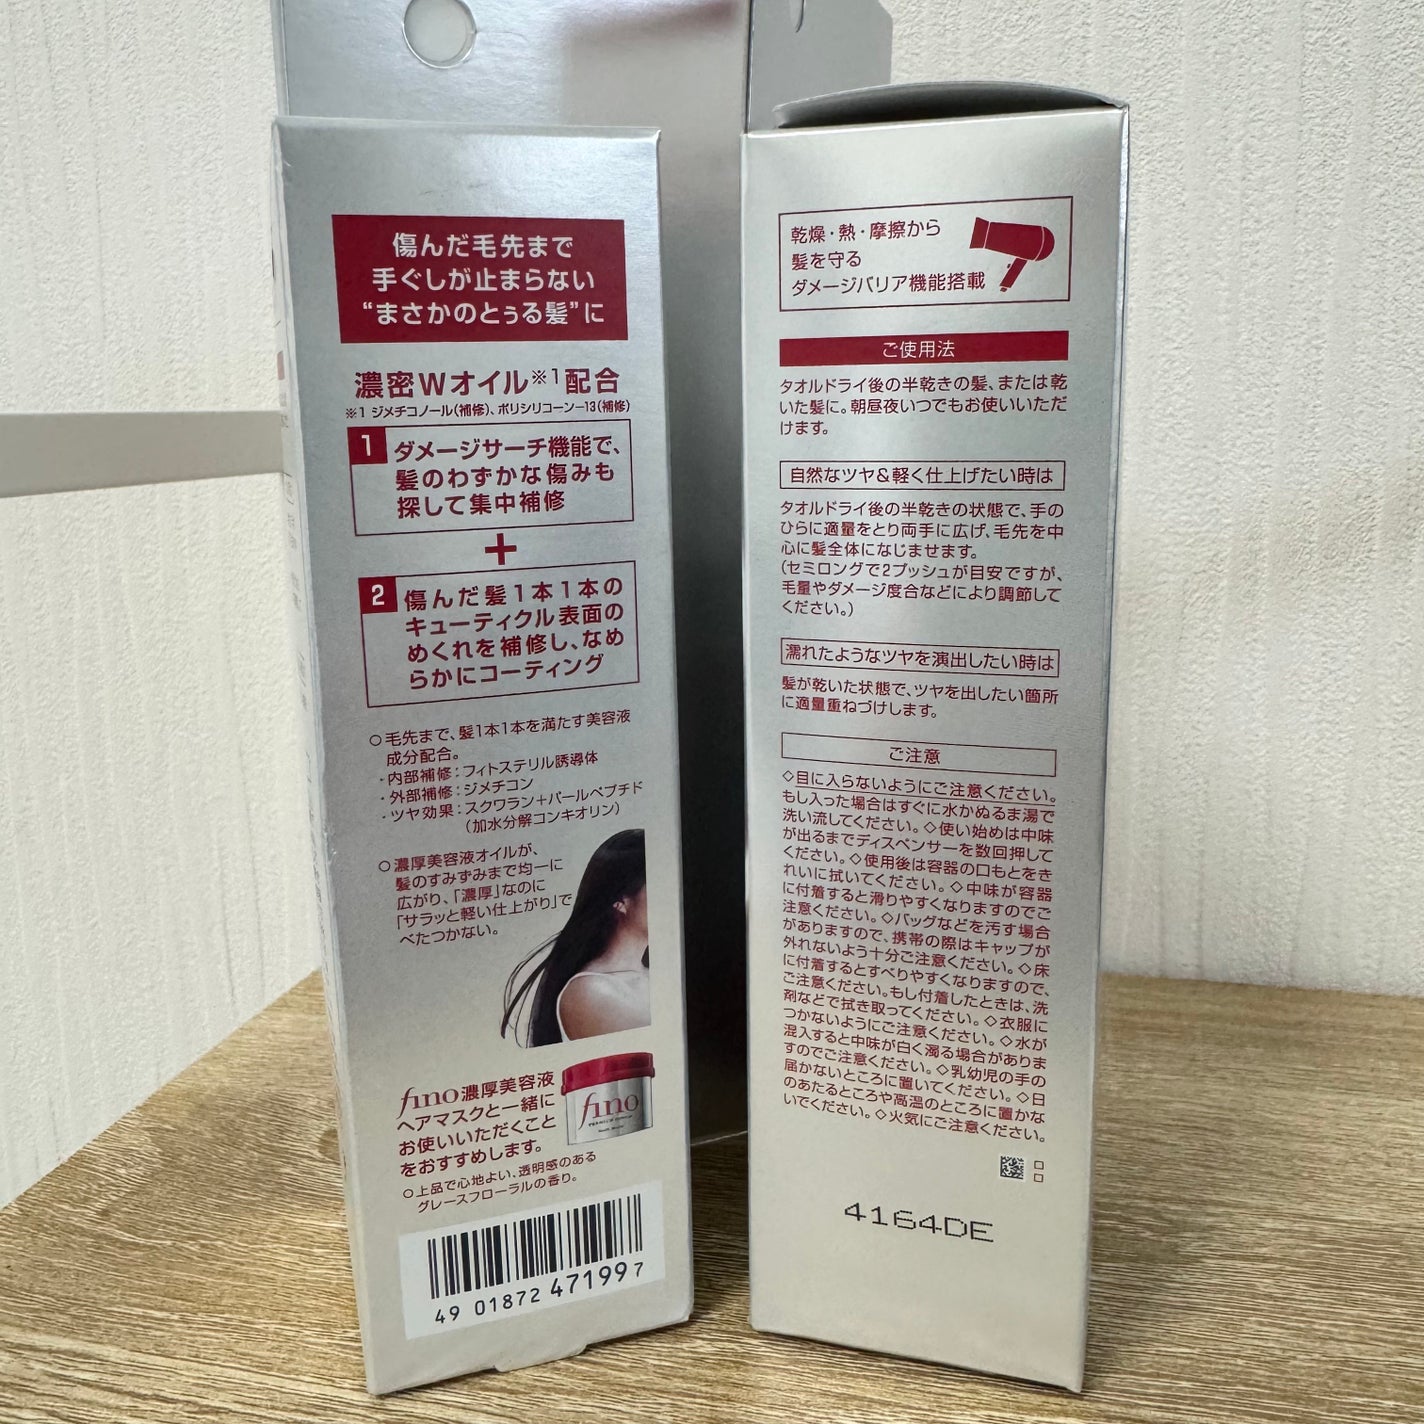 傷んだ毛先まで
手ぐしが止まらない
“まさかのとぅる髪”に
濃密Wオイル※1配合
※1 ジメチコノール(補修)、ポリシリコーン−13(補修)
1 ダメージサーチ機能で、
髪のわずかな傷みも
探して集中補修
+
2 傷んだ髪1本1本の
キューティクル表面の
めくれを補修し、なめ
らかにコーティング
○毛先まで、髪1本1本を満たす美容液
成分配合。
・内部補修：フィトステリル誘導体
・外部補修：ジメチコン
・ツヤ効果：スクワラン＋パールペプチド
(加水分解コンキオリン)
○濃厚美容液オイルが、
髪のすみずみまで均一に
広がり、「濃厚」なのに
「サラッと軽い仕上がり」で
べたつかない。
fino濃厚美容液
ヘアマスクと一緒に
お使いいただくこと
をおすすめします。
fino
○上品で心地よい、透明感のある
グレースフローラルの香り。
49 01872 471997
乾燥・熱・摩擦から
髪を守る
ダメージバリア機能搭載
ご使用法
タオルドライ後の半乾きの髪、または乾
いた髪に。朝昼夜いつでもお使いいただ
けます。
自然なツヤ＆軽く仕上げたい時は
タオルドライ後の半乾きの状態で、手の
ひらに適量をとり両手に広げ、毛先を中
心に髪全体になじませます。
(セミロングで2プッシュが目安ですが、
毛量やダメージ度合などにより調節して
ください。)
濡れたようなツヤを演出したい時は
髪が乾いた状態で、ツヤを出したい箇所
に適量重ねづけします。
ご注意
◇目に入らないようにご注意ください。
もし入った場合はすぐに水かぬるま湯で
洗い流してください。◇使い始めは中味
が出るまでディスペンサーを数回押して
ください。◇使用後は容器の口もとをき
れいに拭いてください。◇中味が容器
に付着すると滑りやすくなりますのでご
注意ください。◇バッグなどを汚す場合
がありますので、携帯の際はキャップが
外れないよう十分ご注意ください。◇床
に付着するとすべりやすくなりますので、
ご注意ください。もし付着したときは、洗
剤などで拭き取ってください。◇衣服に
つかないようにご注意ください。◇水が
混入すると中味が白く濁る場合がありま
すのでご注意ください。◇乳幼児の手の
届かないところに置いてください。◇日
のあたるところや高温のところに置かな
いでください。◇火気にご注意ください。
4164DE